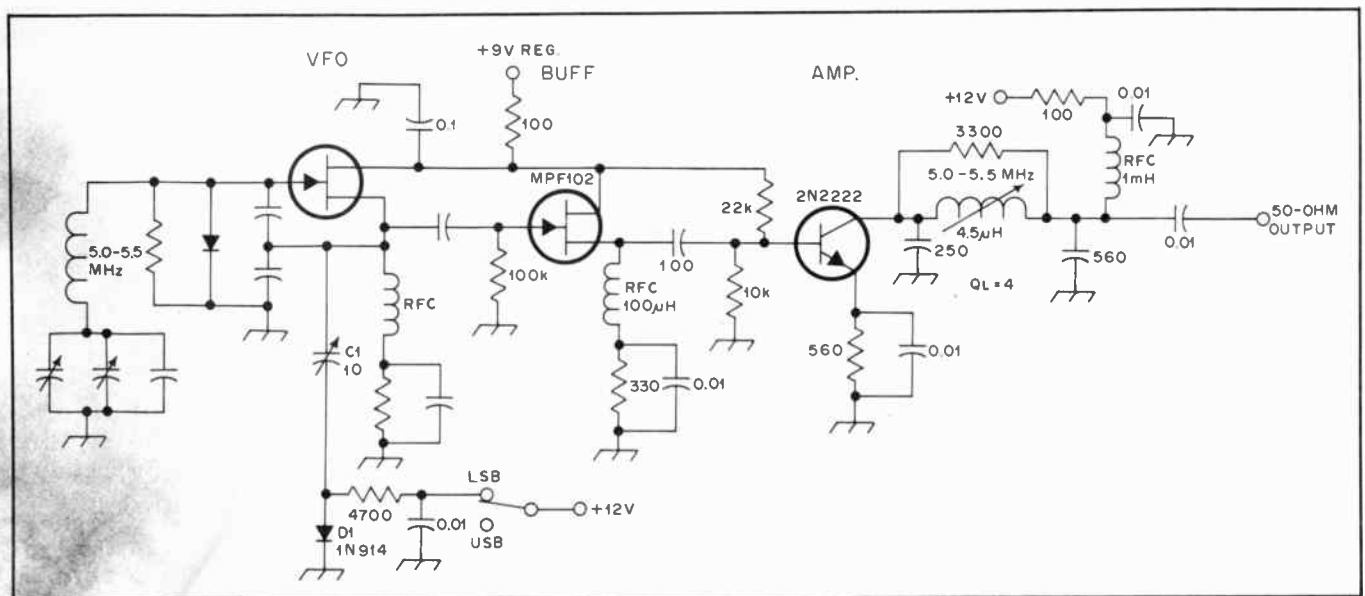 VFO
+9V REG.
BUFF
AMP.
0.1
100
+12V
100
0.01
3300
RFC
1mH
5.0-5.5 MHz
MPF102
22k
2N2222
5.0-5.5
MHz
4.5µH
0.01
50-OHM
OUTPUT
100
250
560
100k
RFC
RFC
100µH
10k
QL=4
C1
10
330
0.01
560
0.01
LSB
4700
0.01
+12V
USB
D1
1N914